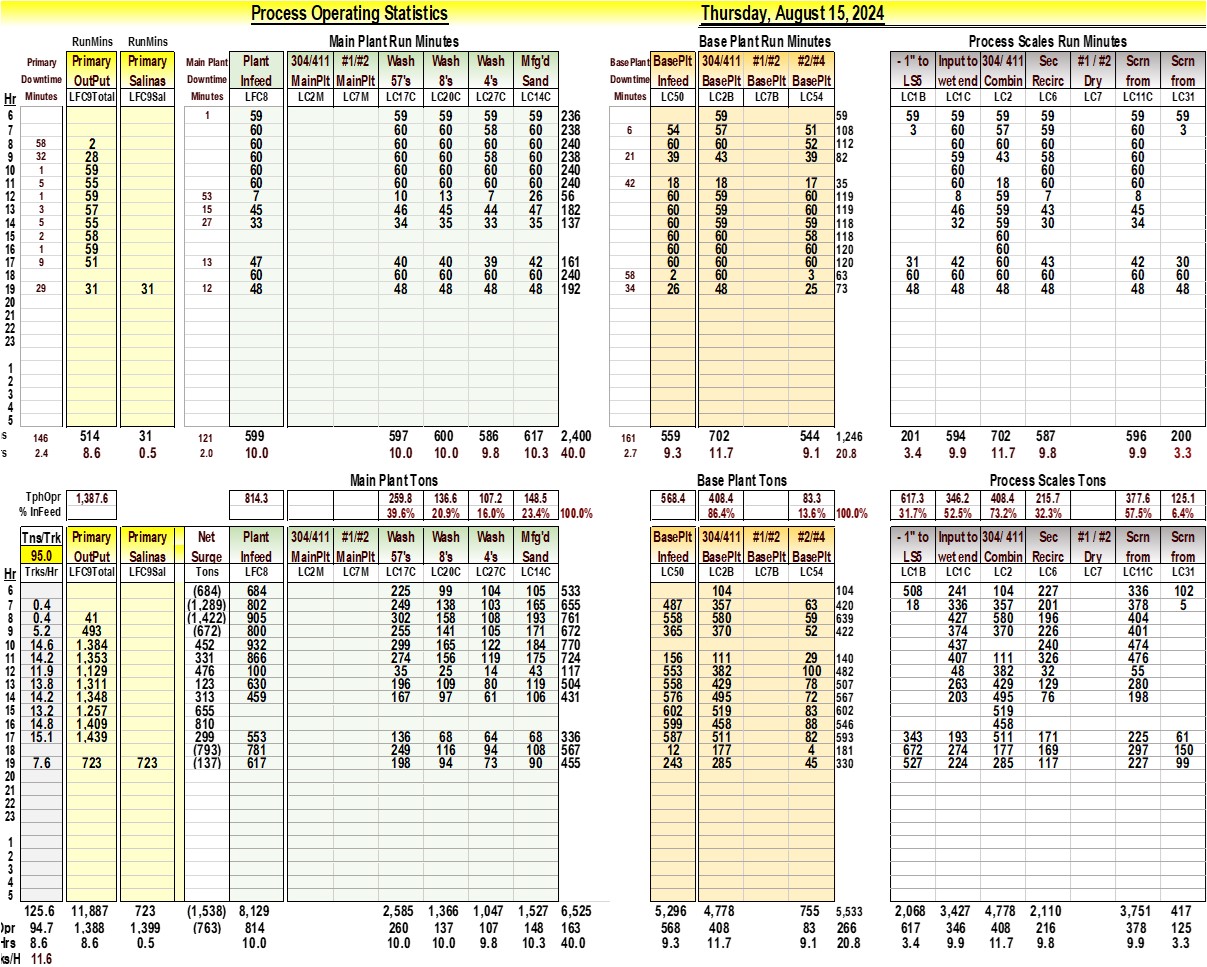 Process Operating Statistics Thursday, August 15, 2024
RunMins RunMins Main Plant Run Minutes Base Plant Run Minutes Process Scales Run Minutes
Primary Primary Primary Main Plant Plant 304/411 #1/#2 Wash Wash Wash Mfg'd BasePlant BasePlt 304/411 #1/#2 #2/#4 - 1" to Input to 304/ 411 Sec #1 / #2 Scrn Scrn
Downtime OutPut Salinas Downtime Infeed MainPlt MainPlt 57's 8's 4's Sand Downtime Infeed BasePlt BasePlt BasePlt LS5 wet end Combin Recirc Dry from from
Hr Minutes LFC9Total LFC9Sal Minutes LFC8 LC2M LC7M LC17C LC20C LC27C LC14C Minutes LC50 LC2B LC7B LC54 LC1B LC1C LC2 LC6 LC7 LC11C LC31
6 1 59 59 59 59 59 236 59 59 59 59 59 59 59 59
7 60 60 60 58 60 238 6 54 57 51 108 3 60 57 59 60 3
8 58 2 60 60 60 60 60 240 60 60 52 112 60 60 60 60
9 32 28 60 60 60 58 60 238 21 39 43 39 82 59 43 58 60
10 1 59 60 60 60 60 60 240 60 60 60
11 5 55 60 60 60 60 60 240 42 18 18 17 35 60 18 60 60
12 1 59 53 7 10 13 7 26 56 60 59 60 119 8 59 7 8
13 3 57 15 45 46 45 44 47 182 60 59 60 119 46 59 43 45
14 5 55 27 33 34 35 33 35 137 60 59 59 118 32 59 30 34
15 2 58 60 60 58 118 60
16 1 59 60 60 60 120 60
17 9 51 13 47 40 40 39 42 161 60 60 60 120 31 42 60 43 42 30
18 60 60 60 60 60 240 58 2 60 3 63 60 60 60 60 60 60
19 29 31 31 12 48 48 48 48 48 192 34 26 48 25 73 48 48 48 48 48 48
20
21
22
23
1
2
3
4
5
s 146 514 31 121 599 597 600 586 617 2,400 161 559 702 544 1,246 201 594 702 587 596 200
s 2.4 8.6 0.5 2.0 10.0 10.0 10.0 9.8 10.3 40.0 2.7 9.3 11.7 9.1 20.8 3.4 9.9 11.7 9.8 9.9 3.3
Main Plant Tons Base Plant Tons Process Scales Tons
TphOpr 1,387.6 814.3 259.8 136.6 107.2 148.5 568.4 408.4 83.3 617.3 346.2 408.4 215.7 377.6 125.1
% InFeed 39.6% 20.9% 16.0% 23.4% 100.0% 86.4% 13.6% 100.0% 31.7% 52.5% 73.2% 32.3% 57.5% 6.4%
Tns/Trk Primary Primary Net Plant 304/411 #1/#2 Wash Wash Wash Mfg'd BasePlt 304/411 #1/#2 #2/#4 - 1" to Input to 304/ 411 Sec #1 / #2 Scrn Scrn
95.0 OutPut Salinas Surge Infeed MainPlt MainPlt 57's 8's 4's Sand Infeed BasePlt BasePlt BasePlt LS5 wet end Combin Recirc Dry from from
Hr Trks/Hr LFC9Total LFC9Sal Tons LFC8 LC2M LC7M LC17C LC20C LC27C LC14C LC50 LC2B LC7B LC54 LC1B LC1C LC2 LC6 LC7 LC11C LC31
6 (684) 684 225 99 104 105 533 104 104 508 241 104 227 336 102
7 0.4 (1,289) 802 249 138 103 165 655 487 357 63 420 18 336 357 201 378 5
8 0.4 41 (1,422) 905 302 158 108 193 761 558 580 59 639 427 580 196 404
9 5.2 493 (672) 800 255 141 105 171 672 365 370 52 422 374 370 226 401
10 14.6 1,384 452 932 299 165 122 184 770 437 240 474
11 14.2 1,353 331 866 274 156 119 175 724 156 111 29 140 407 111 326 476
12 11.9 1,129 476 100 35 25 14 43 117 553 382 100 482 48 382 32 55
13 13.8 1,311 123 630 196 109 80 119 504 558 429 78 507 263 429 129 280
14 14.2 1,348 313 459 167 97 61 106 431 576 495 72 567 203 495 76 198
15 13.2 1,257 655 602 519 83 602 519
16 14.8 1,409 810 599 458 88 546 458
17 15.1 1,439 299 553 136 68 64 68 336 587 511 82 593 343 193 511 171 225 61
18 (793) 781 249 116 94 108 567 12 177 4 181 672 274 177 169 297 150
19 7.6 723 723 (137) 617 198 94 73 90 455 243 285 45 330 527 224 285 117 227 99
20
21
22
23
1
2
3
4
5
125.6 11,887 723 (1,538) 8,129 2,585 1,366 1,047 1,527 6,525 5,296 4,778 755 5,533 2,068 3,427 4,778 2,110 3,751 417
Opr 94.7 1,388 1,399 (763) 814 260 137 107 148 163 568 408 83 266 617 346 408 216 378 125
Hrs 8.6 8.6 0.5 10.0 10.0 10.0 9.8 10.3 40.0 9.3 11.7 9.1 20.8 3.4 9.9 11.7 9.8 9.9 3.3
ks/H 11.6